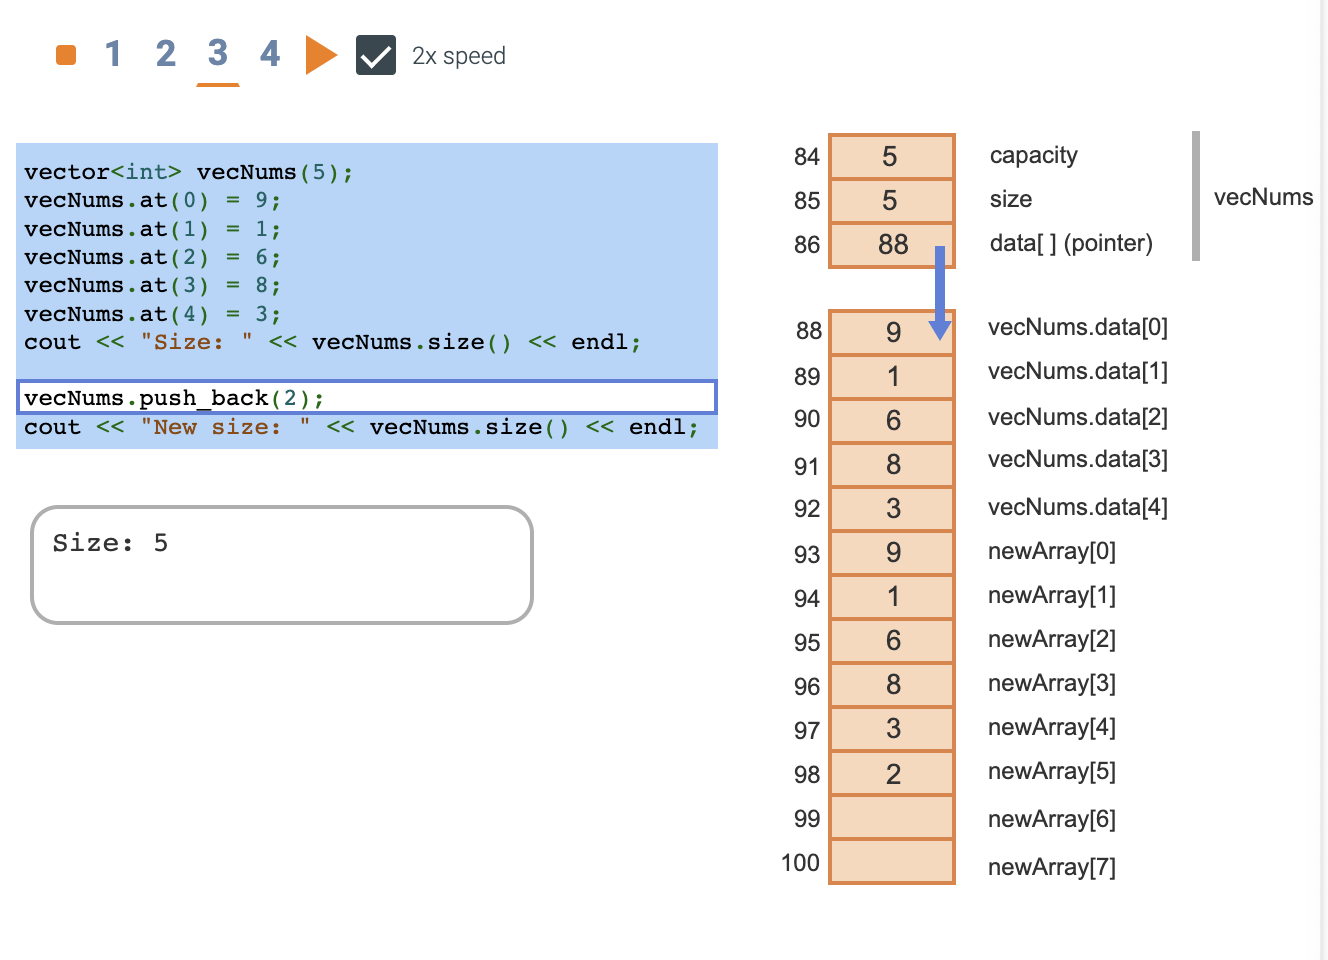 1 2 3 4 2x speed
vector<int> vecNums(5);
vecNums.at(0) = 9;
vecNums.at(1) = 1;
vecNums.at(2) = 6;
vecNums.at(3) = 8;
vecNums.at(4) = 3;
cout << "Size: " << vecNums.size() << endl;
vecNums.push_back(2);
cout << "New size: " << vecNums.size() << endl;
Size: 5
84 5 capacity
85 5 size
86 88 data[ ] (pointer)
vecNums
88 9 vecNums.data[0]
89 1 vecNums.data[1]
90 6 vecNums.data[2]
91 8 vecNums.data[3]
92 3 vecNums.data[4]
93 9 newArray[0]
94 1 newArray[1]
95 6 newArray[2]
96 8 newArray[3]
97 3 newArray[4]
98 2 newArray[5]
99 newArray[6]
100 newArray[7]